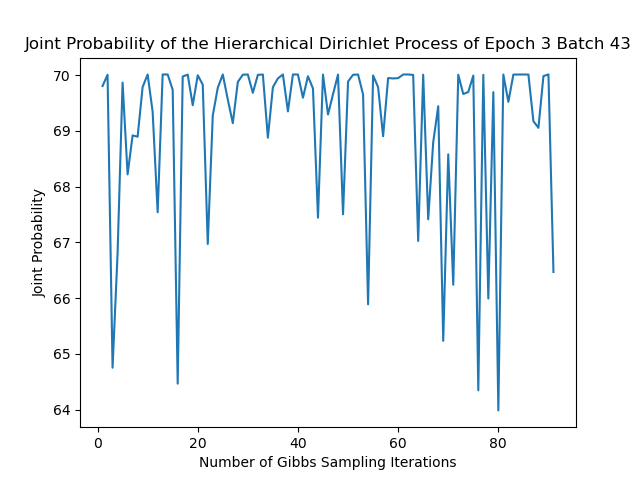 Joint Probability of the Hierarchical Dirichlet Process of Epoch 3 Batch 43
70
69
68
67
66
65
64
Joint Probability
0 20 40 60 80
Number of Gibbs Sampling Iterations